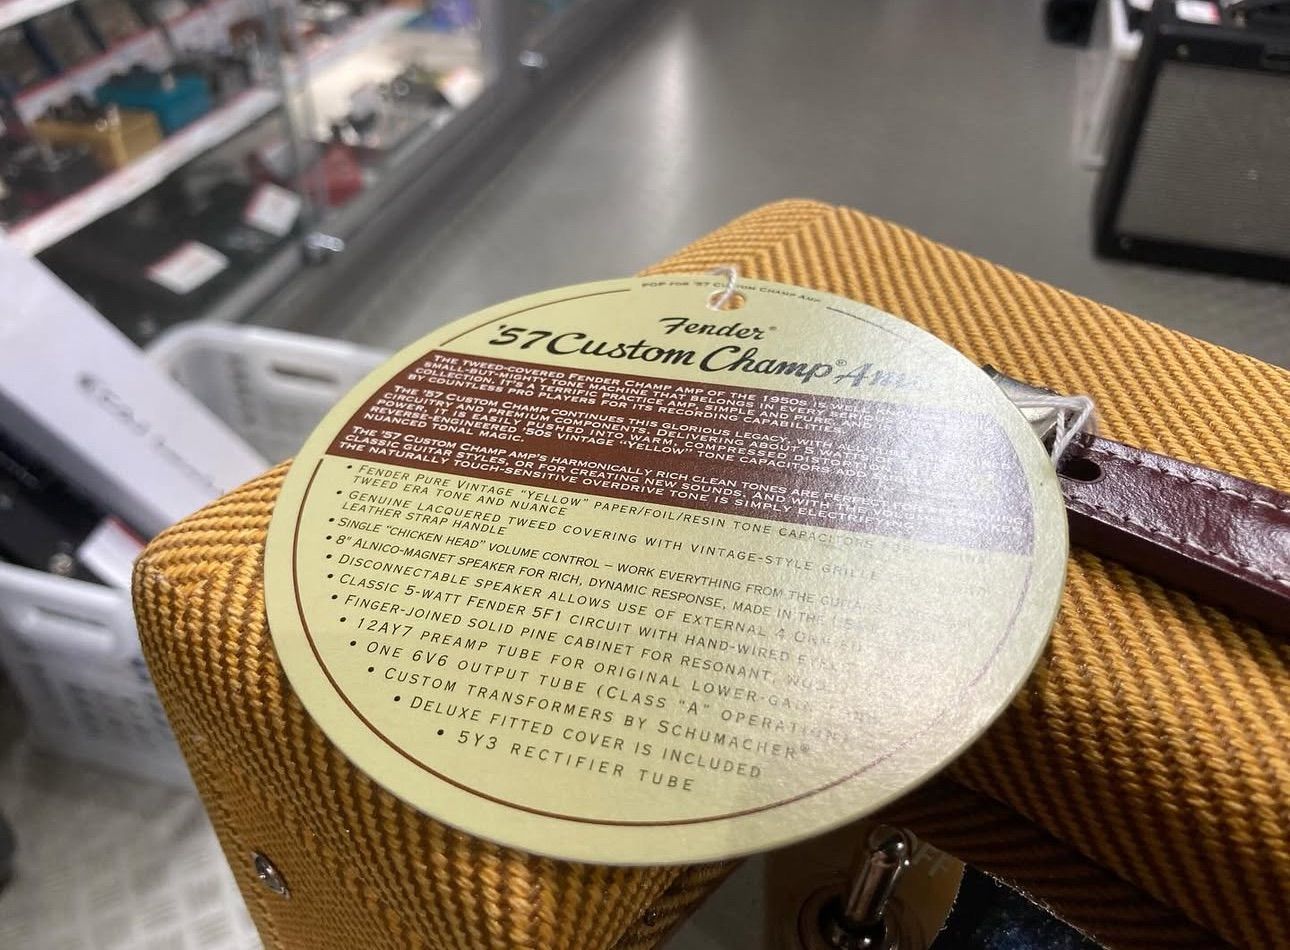 POP FOR '57 CUSTOM CHAMP AMP
Fender®
'57 Custom Champ® Amp
THE TWEED-COVERED FENDER CHAMP AMP OF THE 1950S IS WELL
SMALL-BUT-MIGHTY TONE MACHINE THAT BELONGS IN EVERY
COLLECTION. IT'S A TERRIFIC PRACTICE AMP, SIMPLE AND PURE, AND
BY COUNTLESS PRO PLAYERS FOR ITS RECORDING CAPABILITIES.
THE '57 CUSTOM CHAMP CONTINUES THIS GLORIOUS LEGACY, WITH
CIRCUITRY AND PREMIUM COMPONENTS. DELIVERING ABOUT 5 WATTS OF
POWER, IT IS EASILY PUSHED INTO WARM, COMPRESSED DISTORTION
REVERSE-ENGINEERED '50S VINTAGE "YELLOW" TONE CAPACITORS ADD
NUANCED TONAL MAGIC.
THE '57 CUSTOM CHAMP AMP'S HARMONICALLY RICH CLEAN TONES ARE PERFECT
CLASSIC GUITAR STYLES, OR FOR CREATING NEW SOUNDS. AND WITH THE VOLUME
THE NATURALLY TOUCH-SENSITIVE OVERDRIVE TONE IS SIMPLY ELECTRIFYING
• FENDER PURE VINTAGE "YELLOW" PAPER/FOIL/RESIN TONE CAPACITORS
TWEED ERA TONE AND NUANCE
• GENUINE LACQUERED TWEED COVERING WITH VINTAGE-STYLE GRILLE
LEATHER STRAP HANDLE
• SINGLE "CHICKEN HEAD" VOLUME CONTROL – WORK EVERYTHING FROM THE GUITAR
• 8" ALNICO-MAGNET SPEAKER FOR RICH, DYNAMIC RESPONSE, MADE IN THE
• DISCONNECTABLE SPEAKER ALLOWS USE OF EXTERNAL 4 OHM
• CLASSIC 5-WATT FENDER 5F1 CIRCUIT WITH HAND-WIRED
• FINGER-JOINED SOLID PINE CABINET FOR RESONANT,
• 12AY7 PREAMP TUBE FOR ORIGINAL LOWER-GAIN
• ONE 6V6 OUTPUT TUBE (CLASS "A" OPERATION)
• CUSTOM TRANSFORMERS BY SCHUMACHER®
• DELUXE FITTED COVER IS INCLUDED
• 5Y3 RECTIFIER TUBE